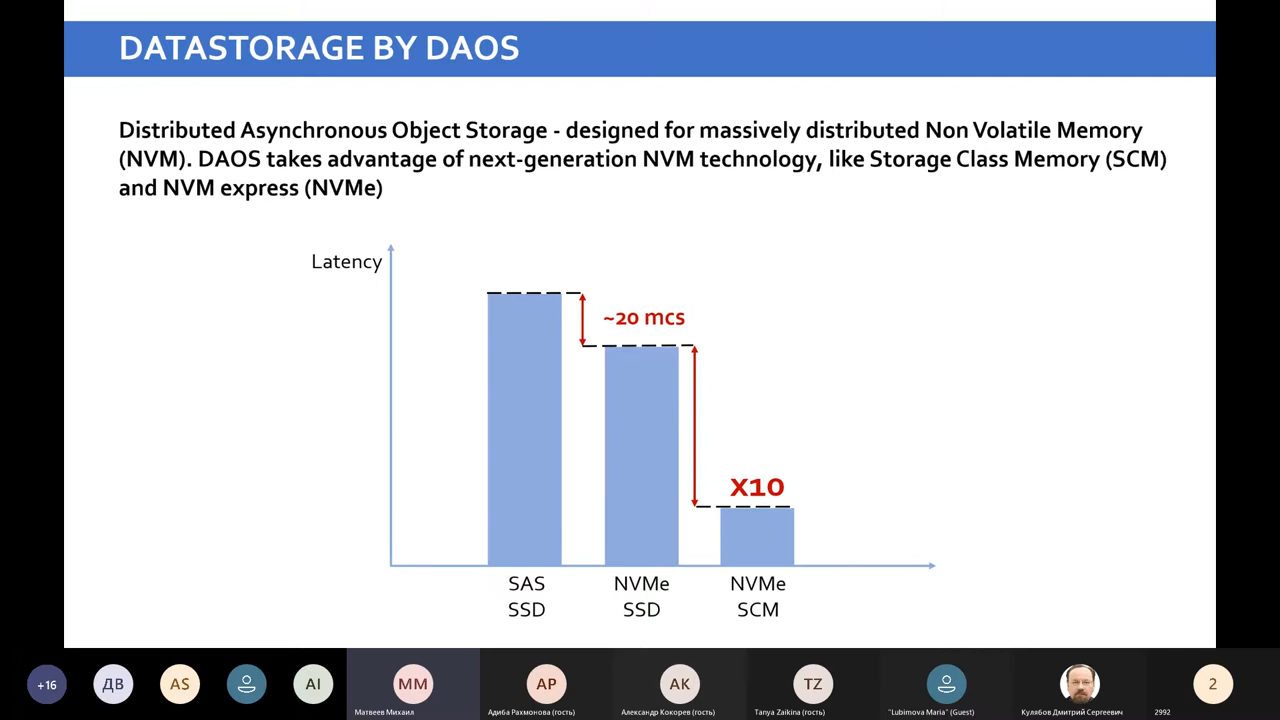 DATASTORAGE BY DAOS
Distributed Asynchronous Object Storage - designed for massively distributed Non Volatile Memory
(NVM). DAOS takes advantage of next-generation NVM technology, like Storage Class Memory (SCM)
and NVM express (NVMe)
Latency
~20 mcs
X10
SAS
SSD
NVMe
SSD
NVMe
SCM
+16
ДВ
AS
AI
MM
Матвеев Михаил
AP
Адиба Рахмонова (гость)
AK
Александр Кокорев (гость)
TZ
Tanya Zaikina (гость)
"Lubimova Maria" (Guest)
Кулябов Дмитрий Сергеевич
2
2992